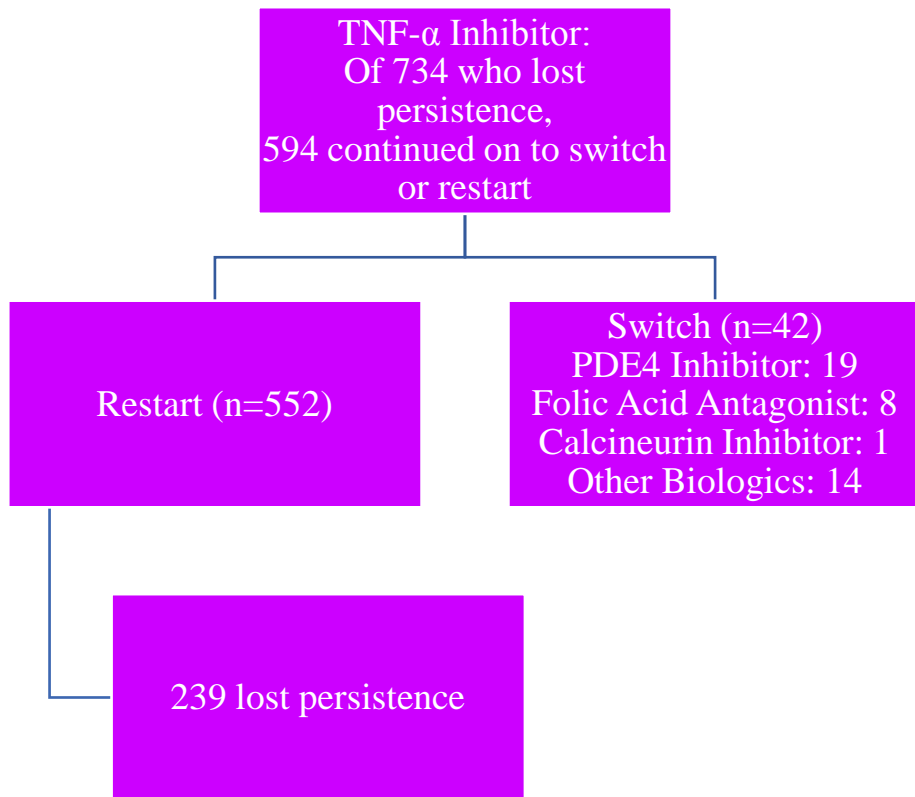 TNF-α Inhibitor:
Of 734 who lost
persistence,
594 continued on to switch
or restart
Restart (n=552)
Switch (n=42)
PDE4 Inhibitor: 19
Folic Acid Antagonist: 8
Calcineurin Inhibitor: 1
Other Biologics: 14
239 lost persistence